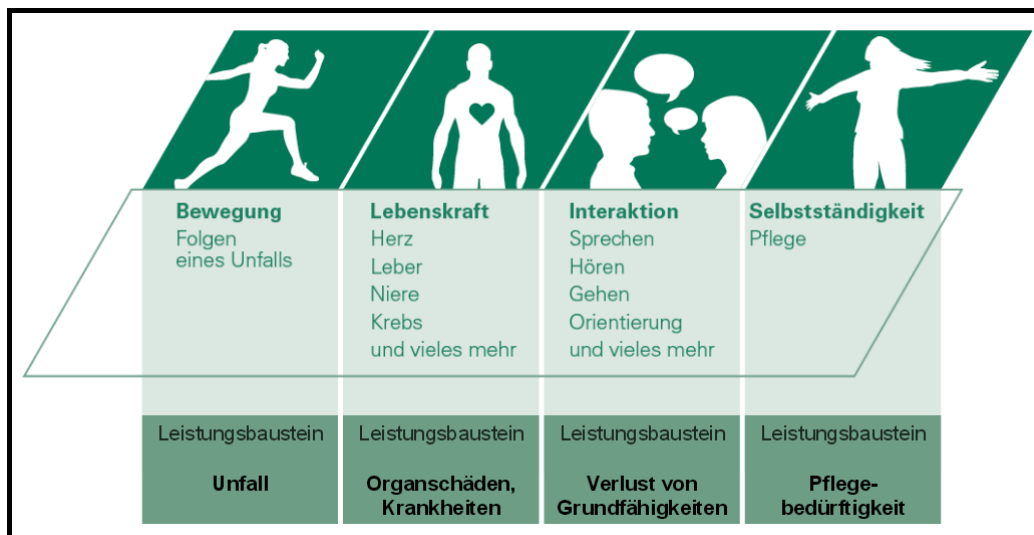 Bewegung
Folgen
eines Unfalls
Lebenskraft
Herz
Leber
Niere
Krebs
und vieles mehr
Interaktion
Sprechen
Hören
Gehen
Orientierung
und vieles mehr
Selbstständigkeit
Pflege
Leistungsbaustein
Unfall
Leistungsbaustein
Organschäden,
Krankheiten
Leistungsbaustein
Verlust von
Grundfähigkeiten
Leistungsbaustein
Pflege-
bedürftigkeit